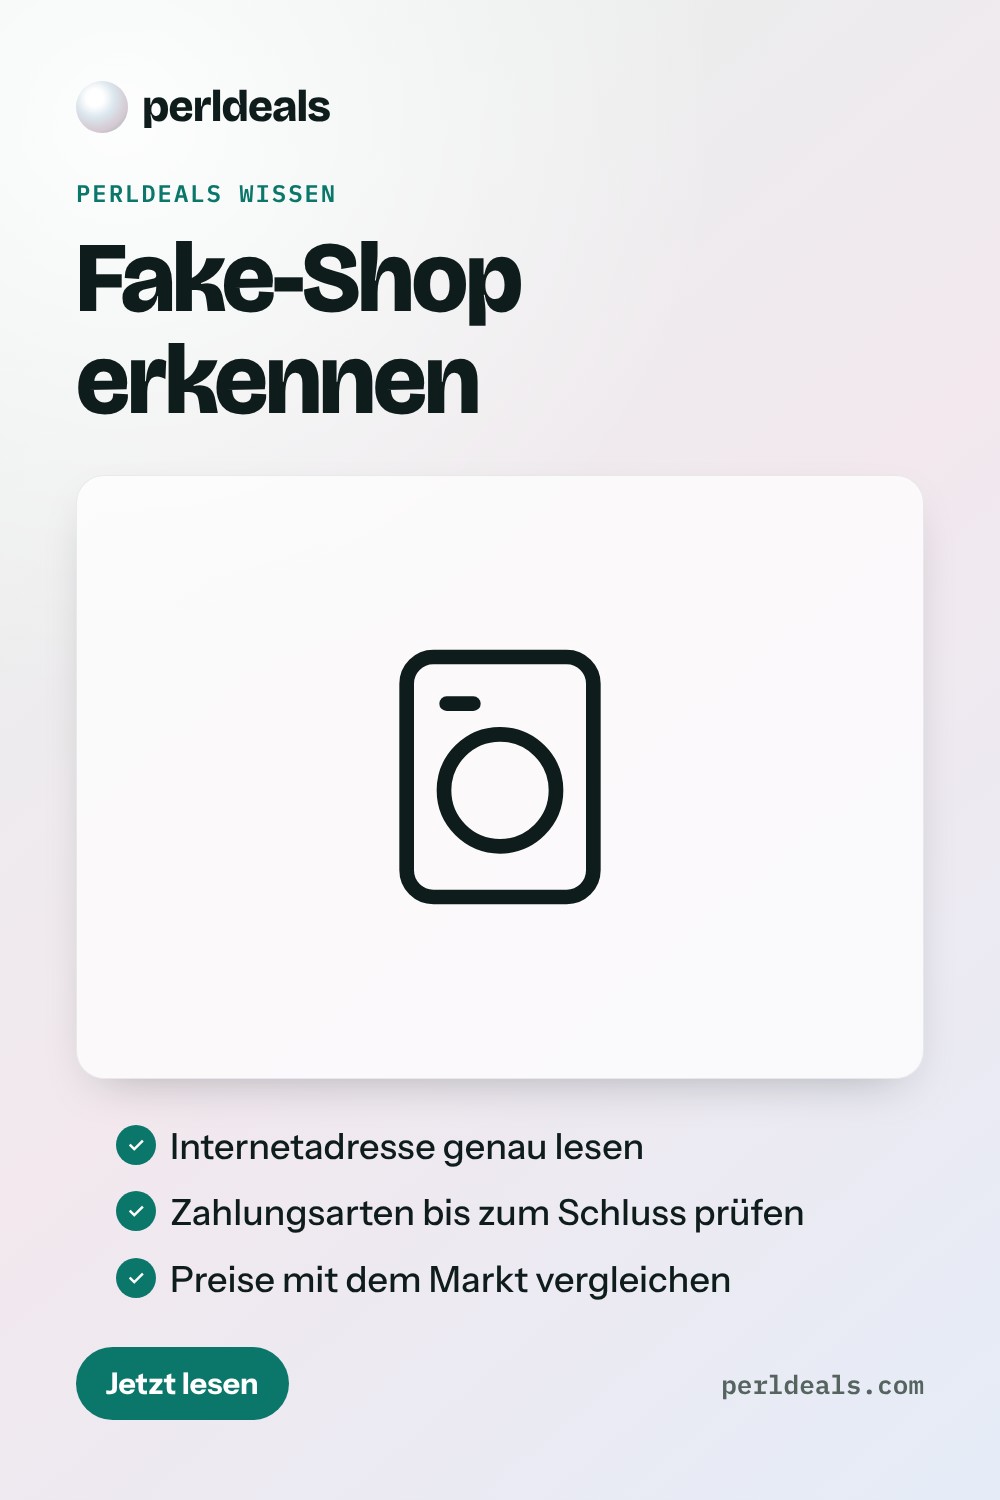 perldeals
PERLDEALS WISSEN
Fake-Shop
erkennen
Internetadresse genau lesen
Zahlungsarten bis zum Schluss prüfen
Preise mit dem Markt vergleichen
Jetzt lesen
perldeals.com